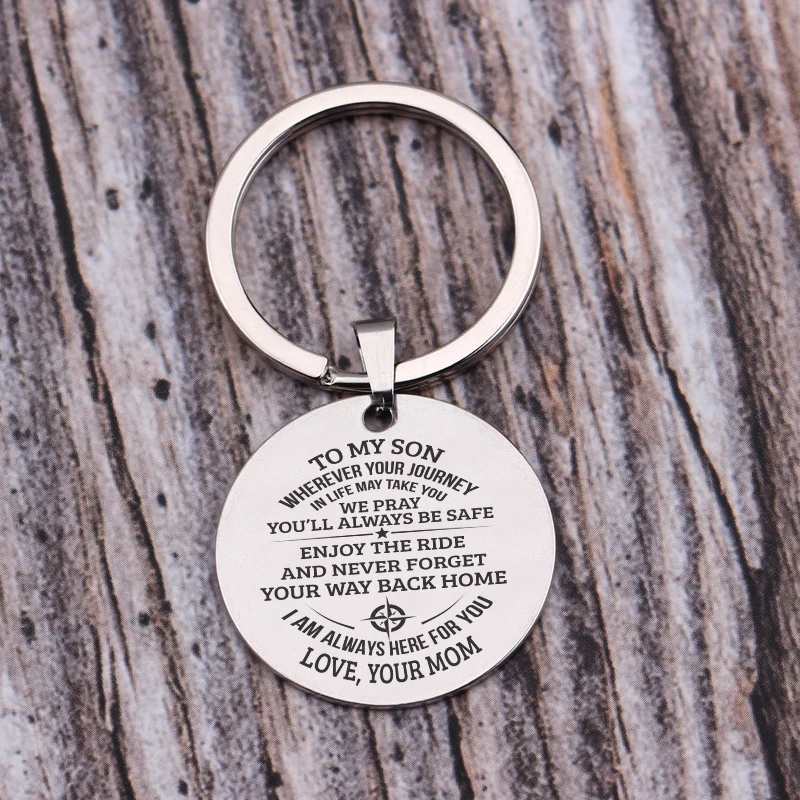 TO MY SON
WHEREVER YOUR JOURNEY
IN LIFE MAY TAKE YOU
WE PRAY
YOU'LL ALWAYS BE SAFE
ENJOY THE RIDE
AND NEVER FORGET
YOUR WAY BACK HOME
I AM ALWAYS HERE FOR YOU
LOVE, YOUR MOM